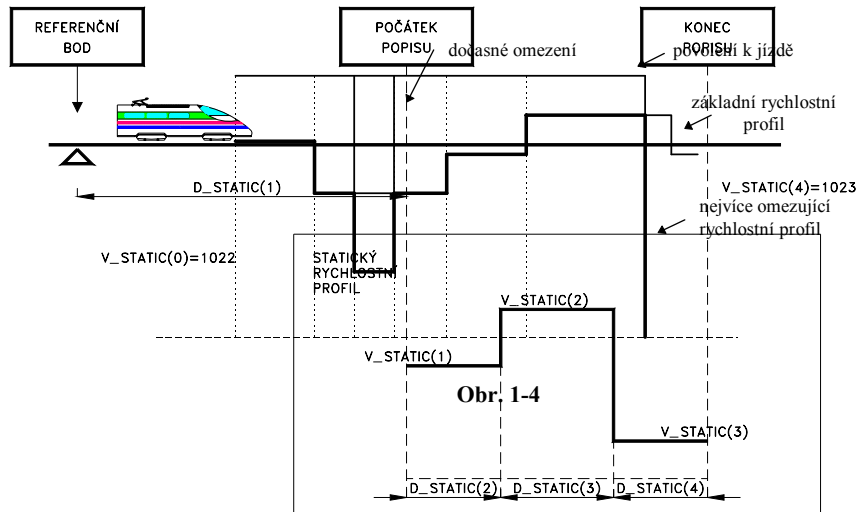 REFERENČNÍ
BOD
POČÁTEK
POPISU
KONEC
POPISU
dočasné omezení
povolení k jízdě
základní rychlostní
profil
D_STATIC(1)
V_STATIC(4)=1023
nejvíce omezující
rychlostní profil
V_STATIC(0)=1022
STATICKÝ
RYCHLOSTNÍ
PROFIL
V_STATIC(2)
V_STATIC(1)
Obr. 1-4
V_STATIC(3)
D_STATIC(2)
D_STATIC(3)
D_STATIC(4)